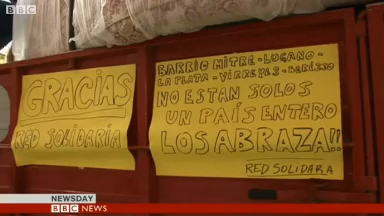 BBC
GRACIAS
RED SOLIDARIA
BARRIO MITRE - LUGANO -
LA PLATA - VIRREYES - BERISSO
NO ESTAN SOLOS
UN PAÍS ENTERO
LOS ABRAZA!!
RED SOLIDARA
NEWSDAY
BBC NEWS